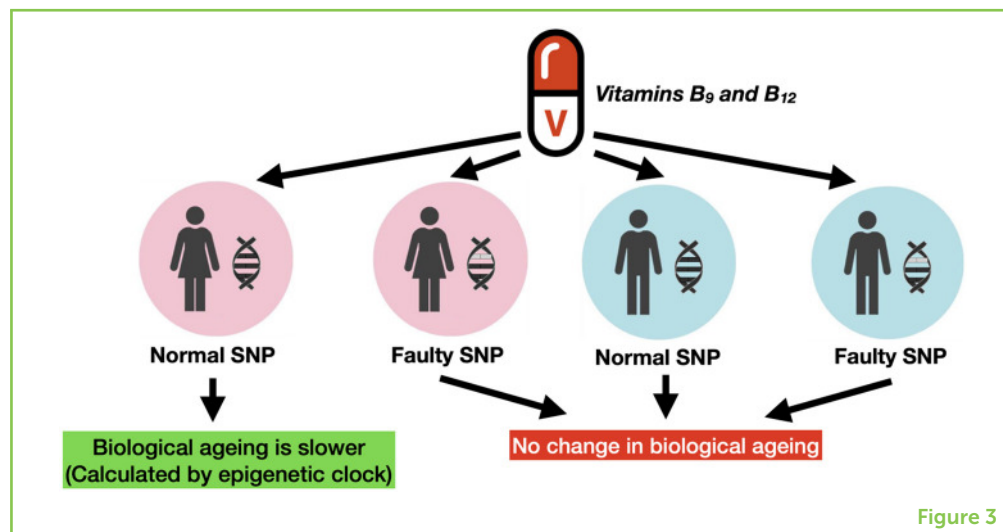 V
Vitamins B₉ and B₁₂
Normal SNP
Faulty SNP
Normal SNP
Faulty SNP
Biological ageing is slower
(Calculated by epigenetic clock)
No change in biological ageing
Figure 3